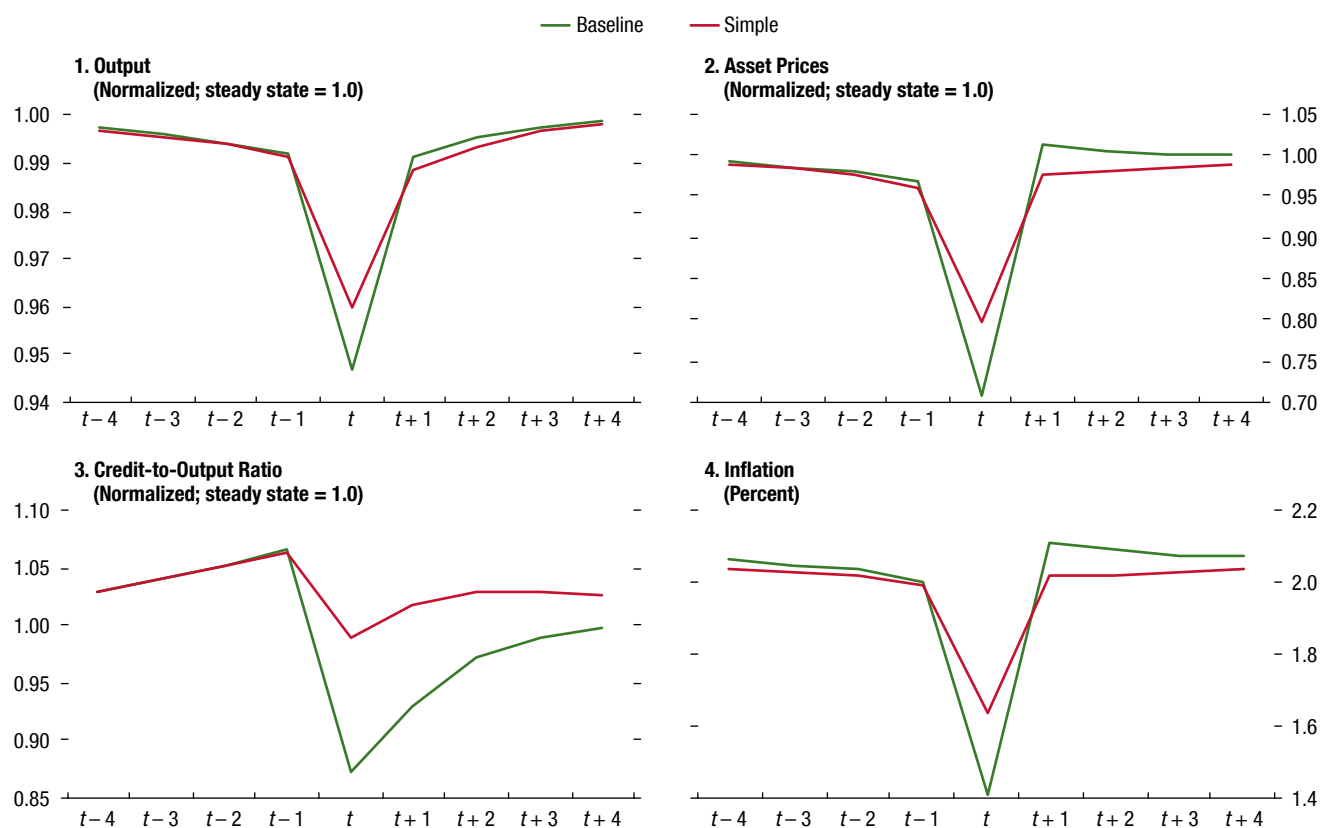 Baseline Simple
1. Output
(Normalized; steady state = 1.0)
1.00
0.99
0.98
0.97
0.96
0.95
0.94
t – 4 t – 3 t – 2 t – 1 t t + 1 t + 2 t + 3 t + 4
2. Asset Prices
(Normalized; steady state = 1.0)
1.05
1.00
0.95
0.90
0.85
0.80
0.75
0.70
t – 4 t – 3 t – 2 t – 1 t t + 1 t + 2 t + 3 t + 4
3. Credit-to-Output Ratio
(Normalized; steady state = 1.0)
1.10
1.05
1.00
0.95
0.90
0.85
t – 4 t – 3 t – 2 t – 1 t t + 1 t + 2 t + 3 t + 4
4. Inflation
(Percent)
2.2
2.0
1.8
1.6
1.4
t – 4 t – 3 t – 2 t – 1 t t + 1 t + 2 t + 3 t + 4